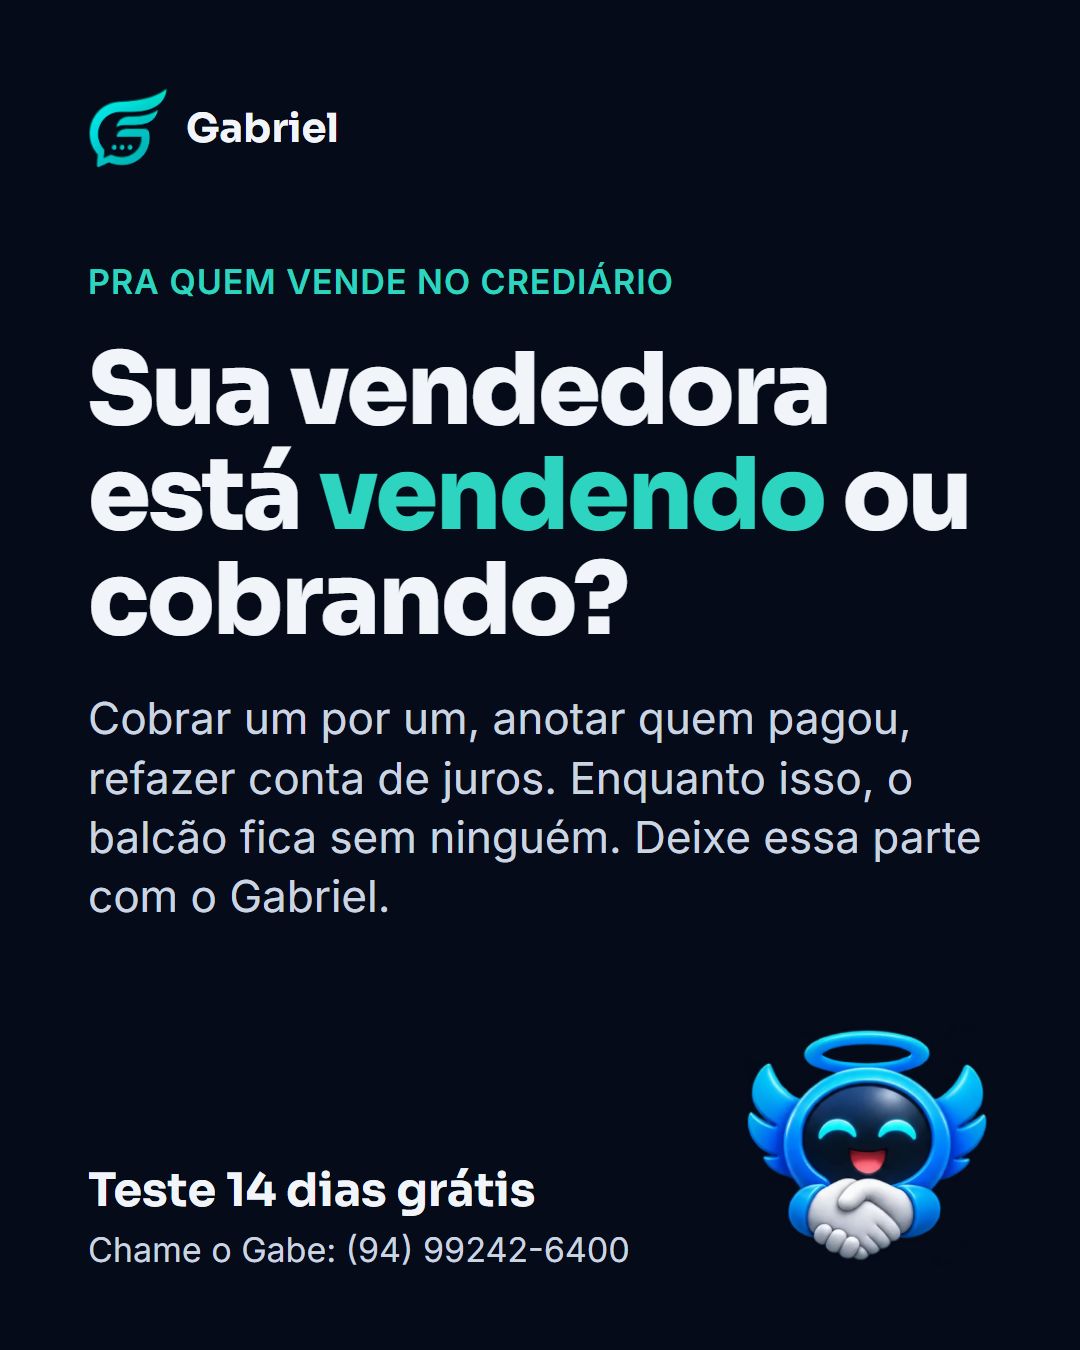 Gabriel
PRA QUEM VENDE NO CREDIÁRIO
Sua vendedora
está vendendo ou
cobrando?
Cobrar um por um, anotar quem pagou,
refazer conta de juros. Enquanto isso, o
balcão fica sem ninguém. Deixe essa parte
com o Gabriel.
Teste 14 dias grátis
Chame o Gabe: (94) 99242-6400